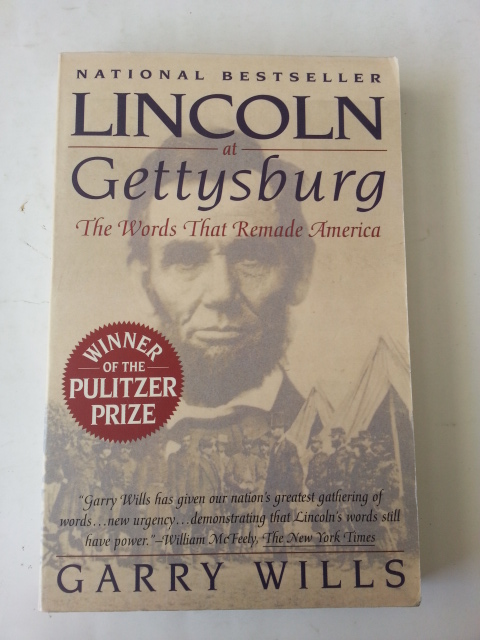 NATIONAL BESTSELLER
LINCOLN
at
Gettysburg
The Words That Remade America
WINNER
OF THE
PULITZER
PRIZE
"Garry Wills has given our nation's greatest gathering of
words...new urgency...demonstrating that Lincoln's words still
have power."–William McFeely, The New York Times
GARRY WILLS